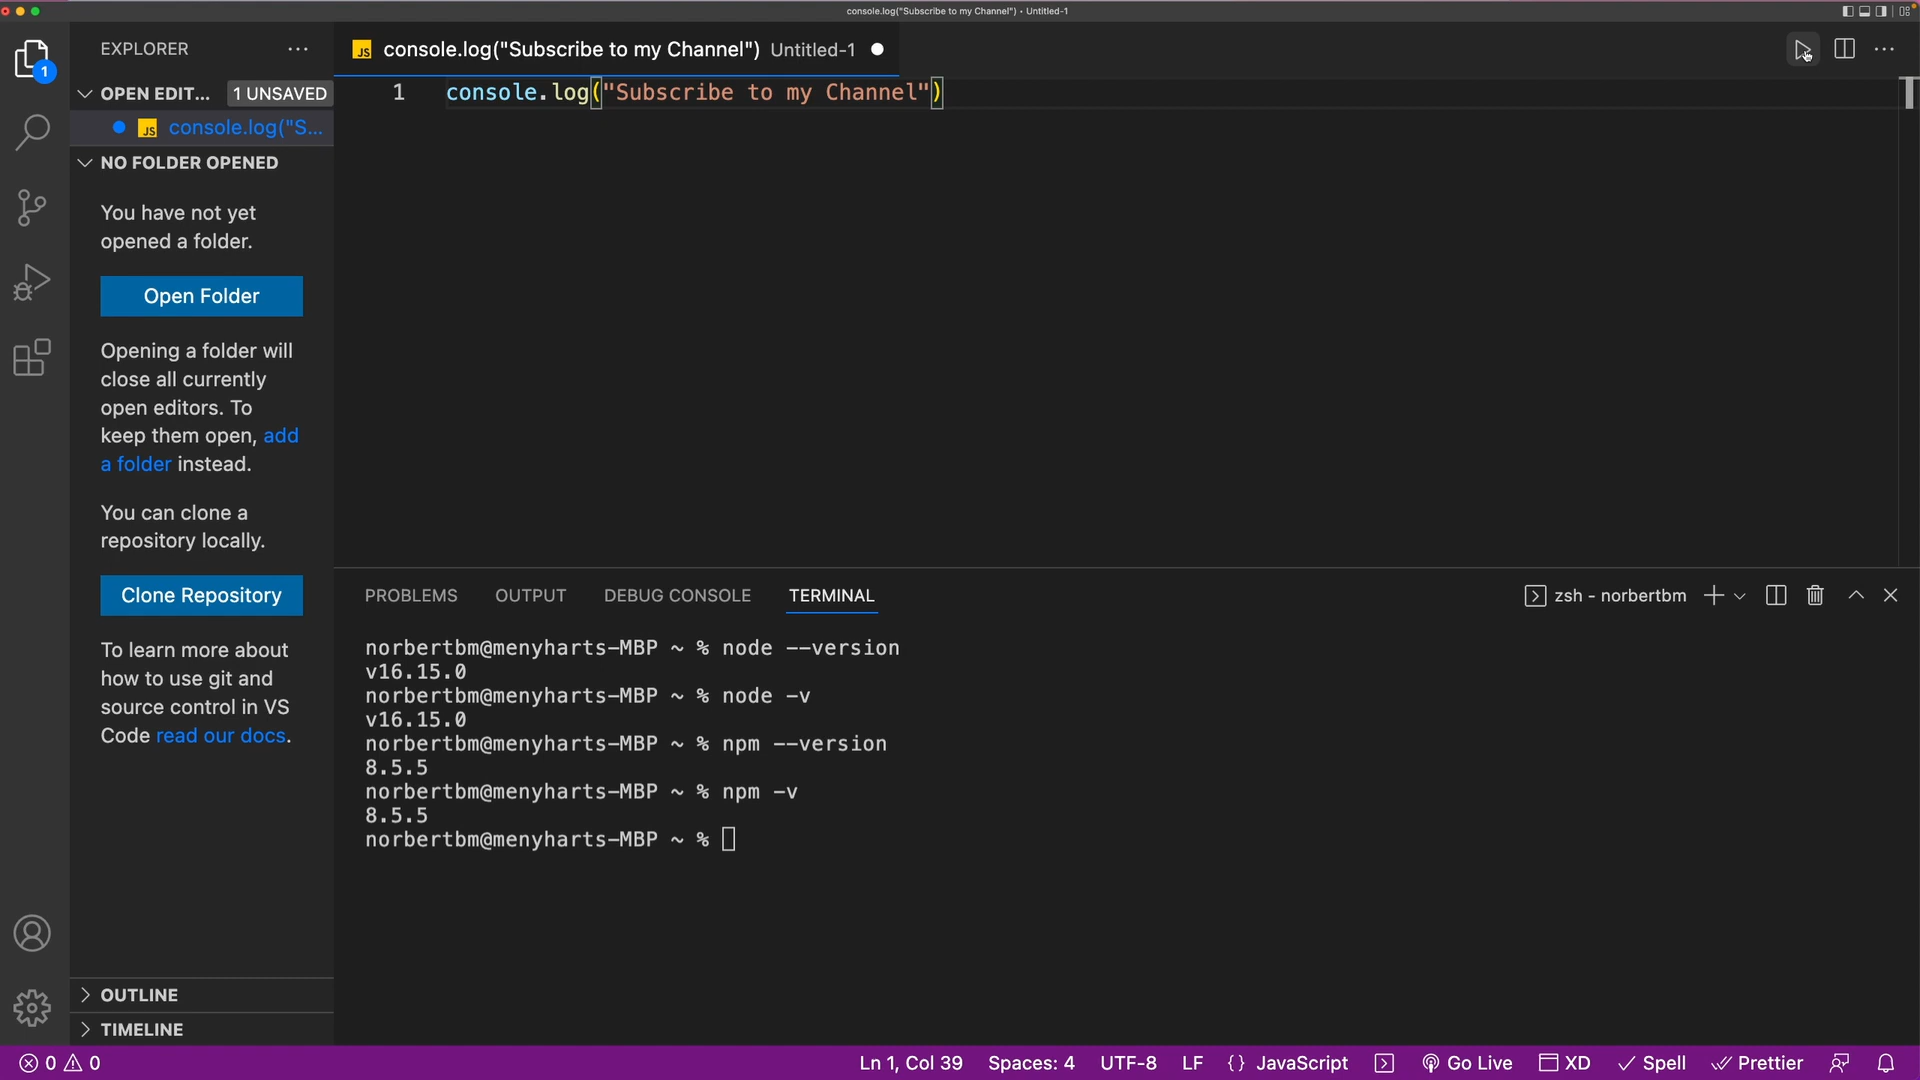 console.log("Subscribe to my Channel") • Untitled-1
EXPLORER
1
OPEN EDIT... 1 UNSAVED
JS console.log("S...
NO FOLDER OPENED
You have not yet
opened a folder.
Open Folder
Opening a folder will
close all currently
open editors. To
keep them open, add
a folder instead.
You can clone a
repository locally.
Clone Repository
To learn more about
how to use git and
source control in VS
Code read our docs.
OUTLINE
TIMELINE
JS console.log("Subscribe to my Channel") Untitled-1
1 console.log("Subscribe to my Channel")
PROBLEMS OUTPUT DEBUG CONSOLE TERMINAL zsh - norbertbm
norbertbm@menyharts-MBP ~ % node --version
v16.15.0
norbertbm@menyharts-MBP ~ % node -v
v16.15.0
norbertbm@menyharts-MBP ~ % npm --version
8.5.5
norbertbm@menyharts-MBP ~ % npm -v
8.5.5
norbertbm@menyharts-MBP ~ %
0 0 Ln 1, Col 39 Spaces: 4 UTF-8 LF {} JavaScript Go Live XD Spell Prettier